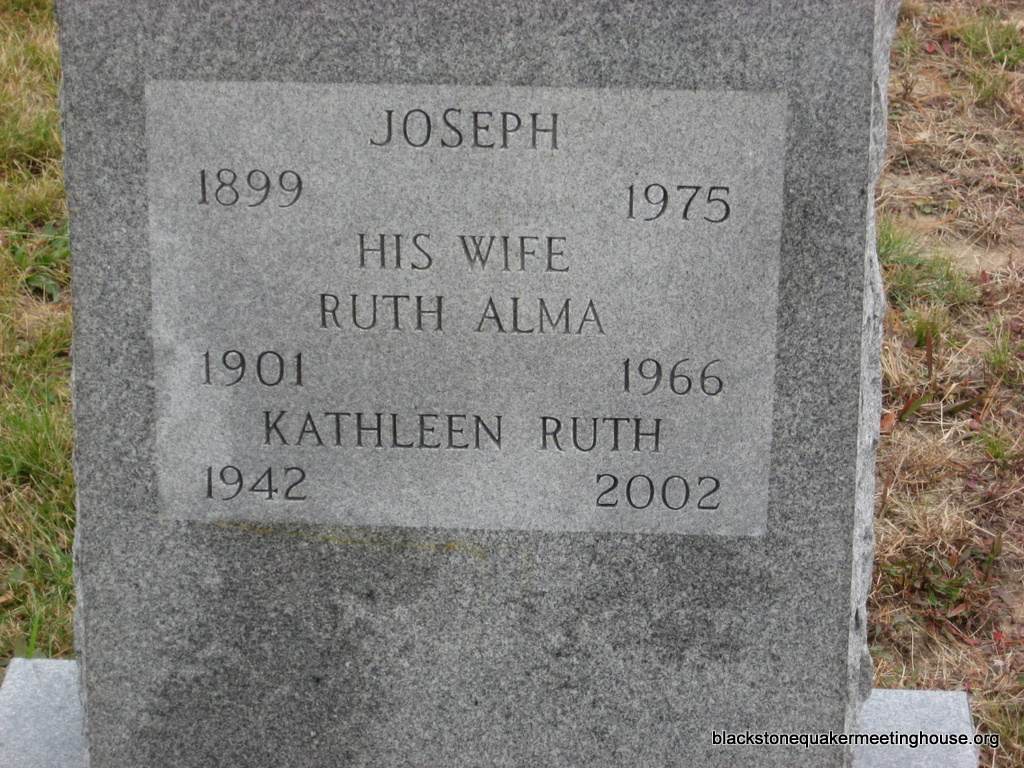 JOSEPH
1899 1975
HIS WIFE
RUTH ALMA
1901 1966
KATHLEEN RUTH
1942 2002
blackstonequakermeetinghouse.org